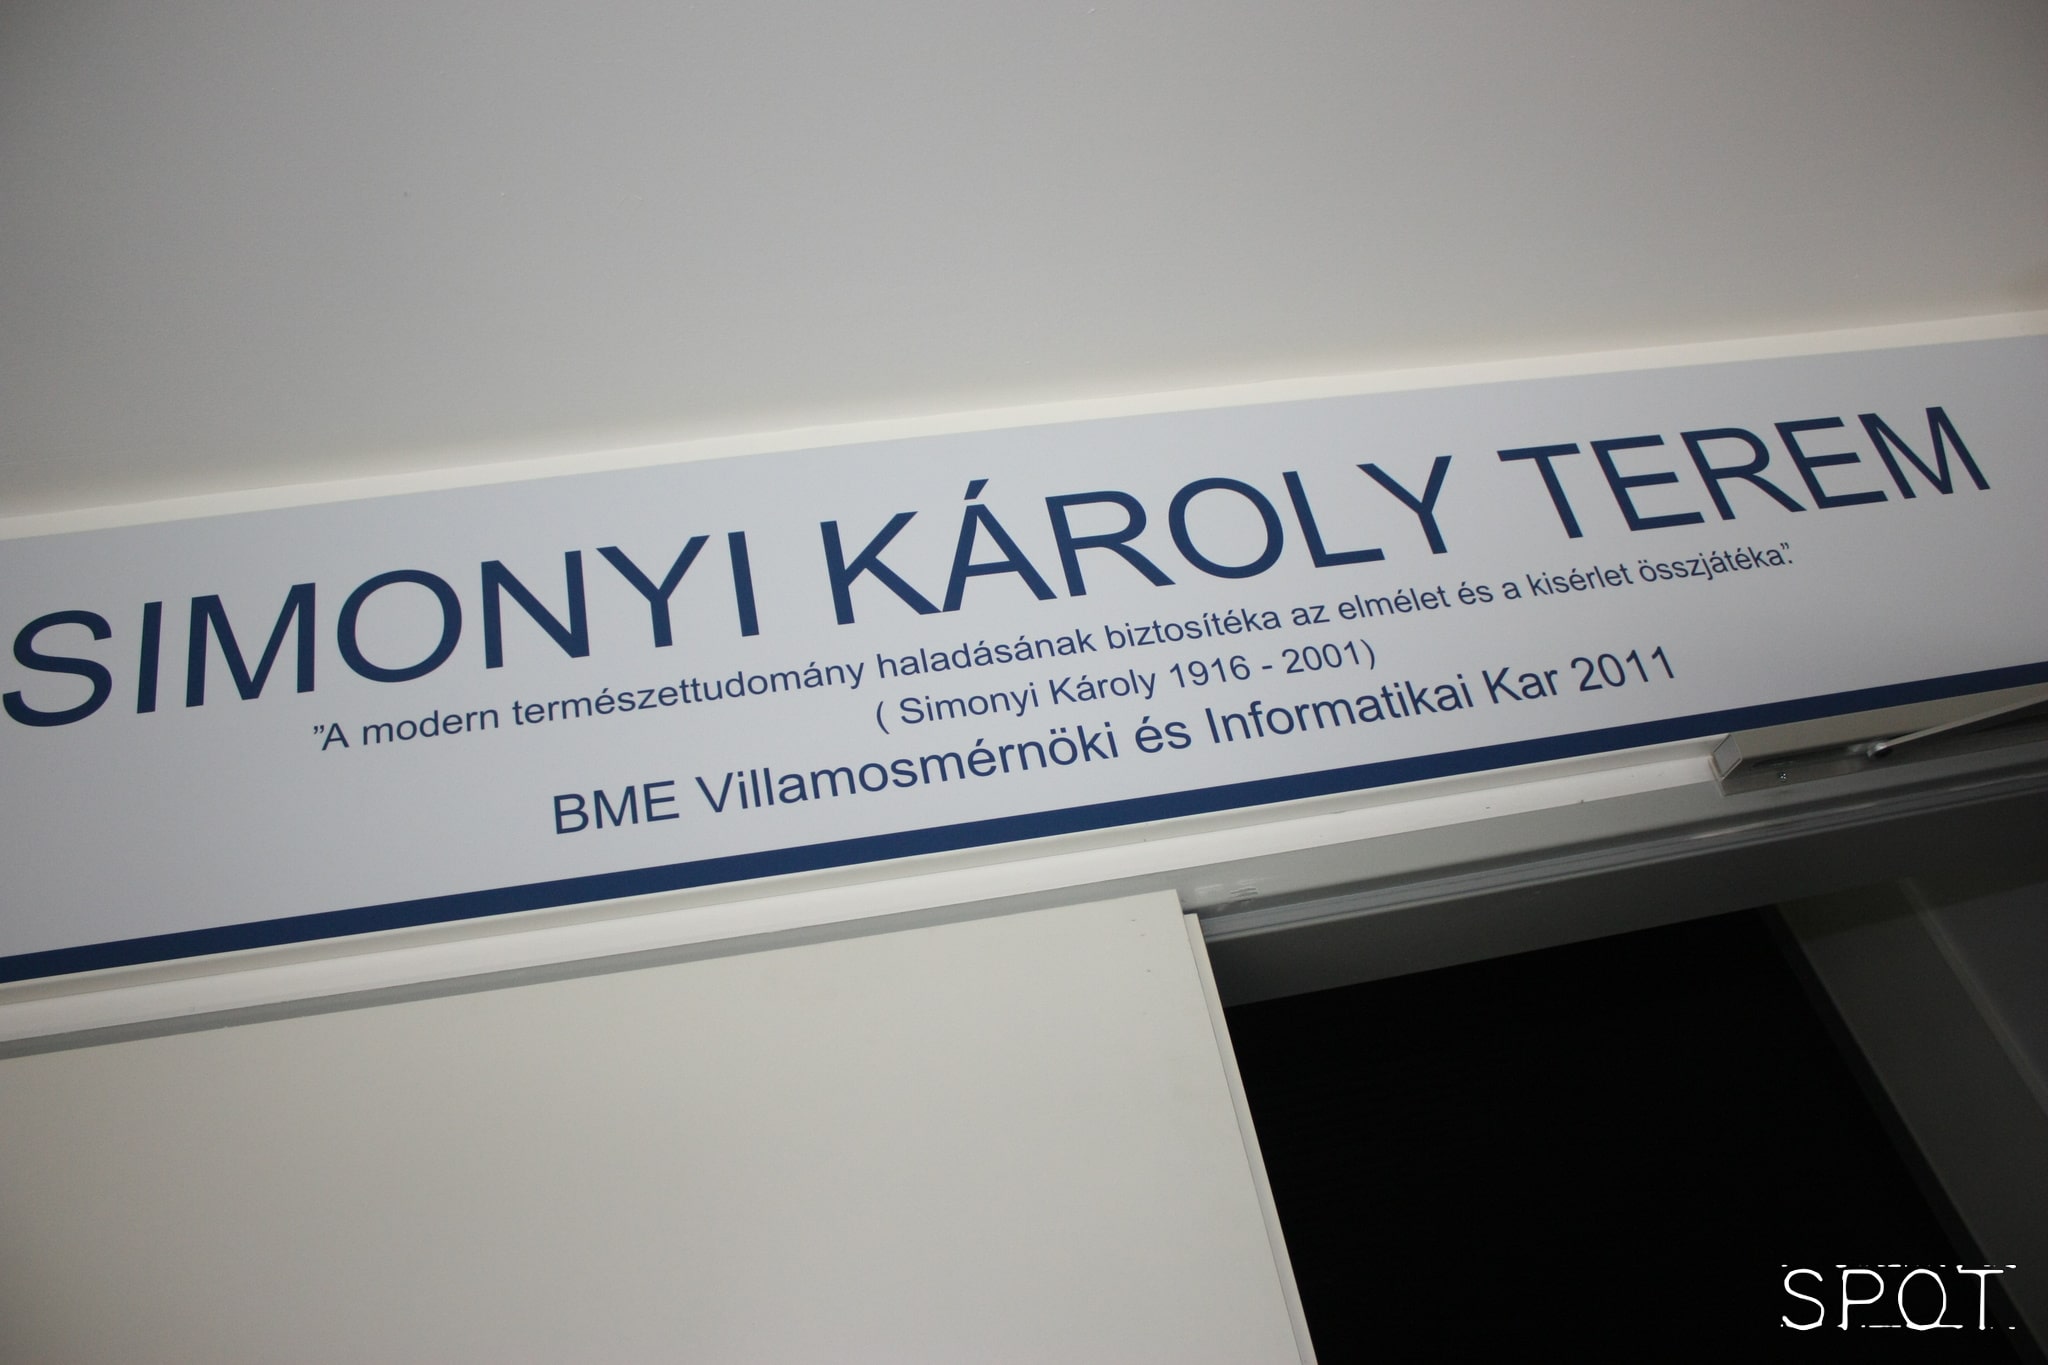 SIMONYI KÁROLY TEREM
”A modern természettudomány haladásának biztosítéka az elmélet és a kisérlet összjátéka”.
( Simonyi Károly 1916 - 2001)
BME Villamosmérnöki és Informatikai Kar 2011
SPOT